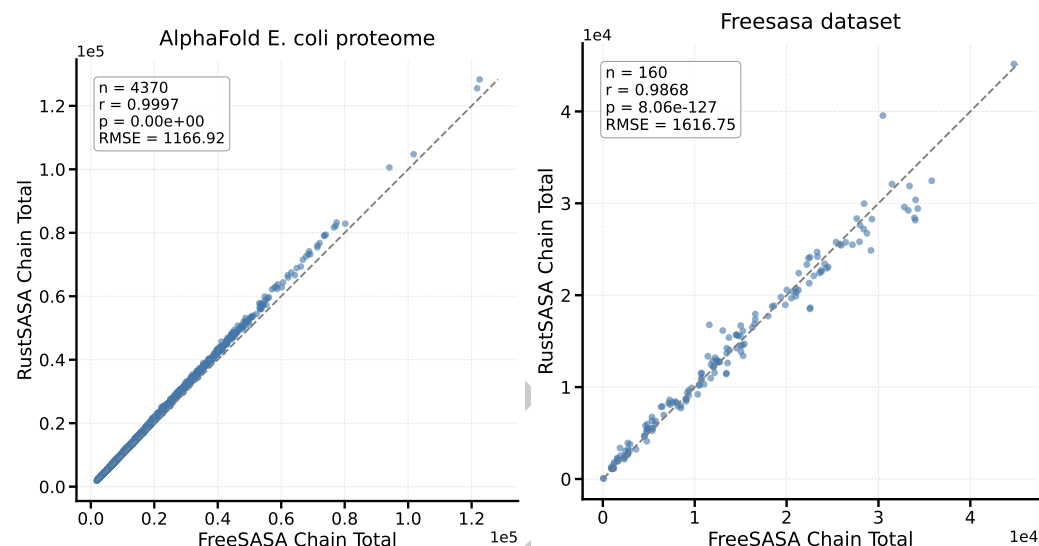 AlphaFold E. coli proteome
1e5
n = 4370
r = 0.9997
p = 0.00e+00
RMSE = 1166.92
RustSASA Chain Total
1.2
1.0
0.8
0.6
0.4
0.2
0.0
0.0 0.2 0.4 0.6 0.8 1.0 1.2
FreeSASA Chain Total
1e5
Freesasa dataset
1e4
n = 160
r = 0.9868
p = 8.06e-127
RMSE = 1616.75
RustSASA Chain Total
4
3
2
1
0
0 1 2 3 4
FreeSASA Chain Total
1e4